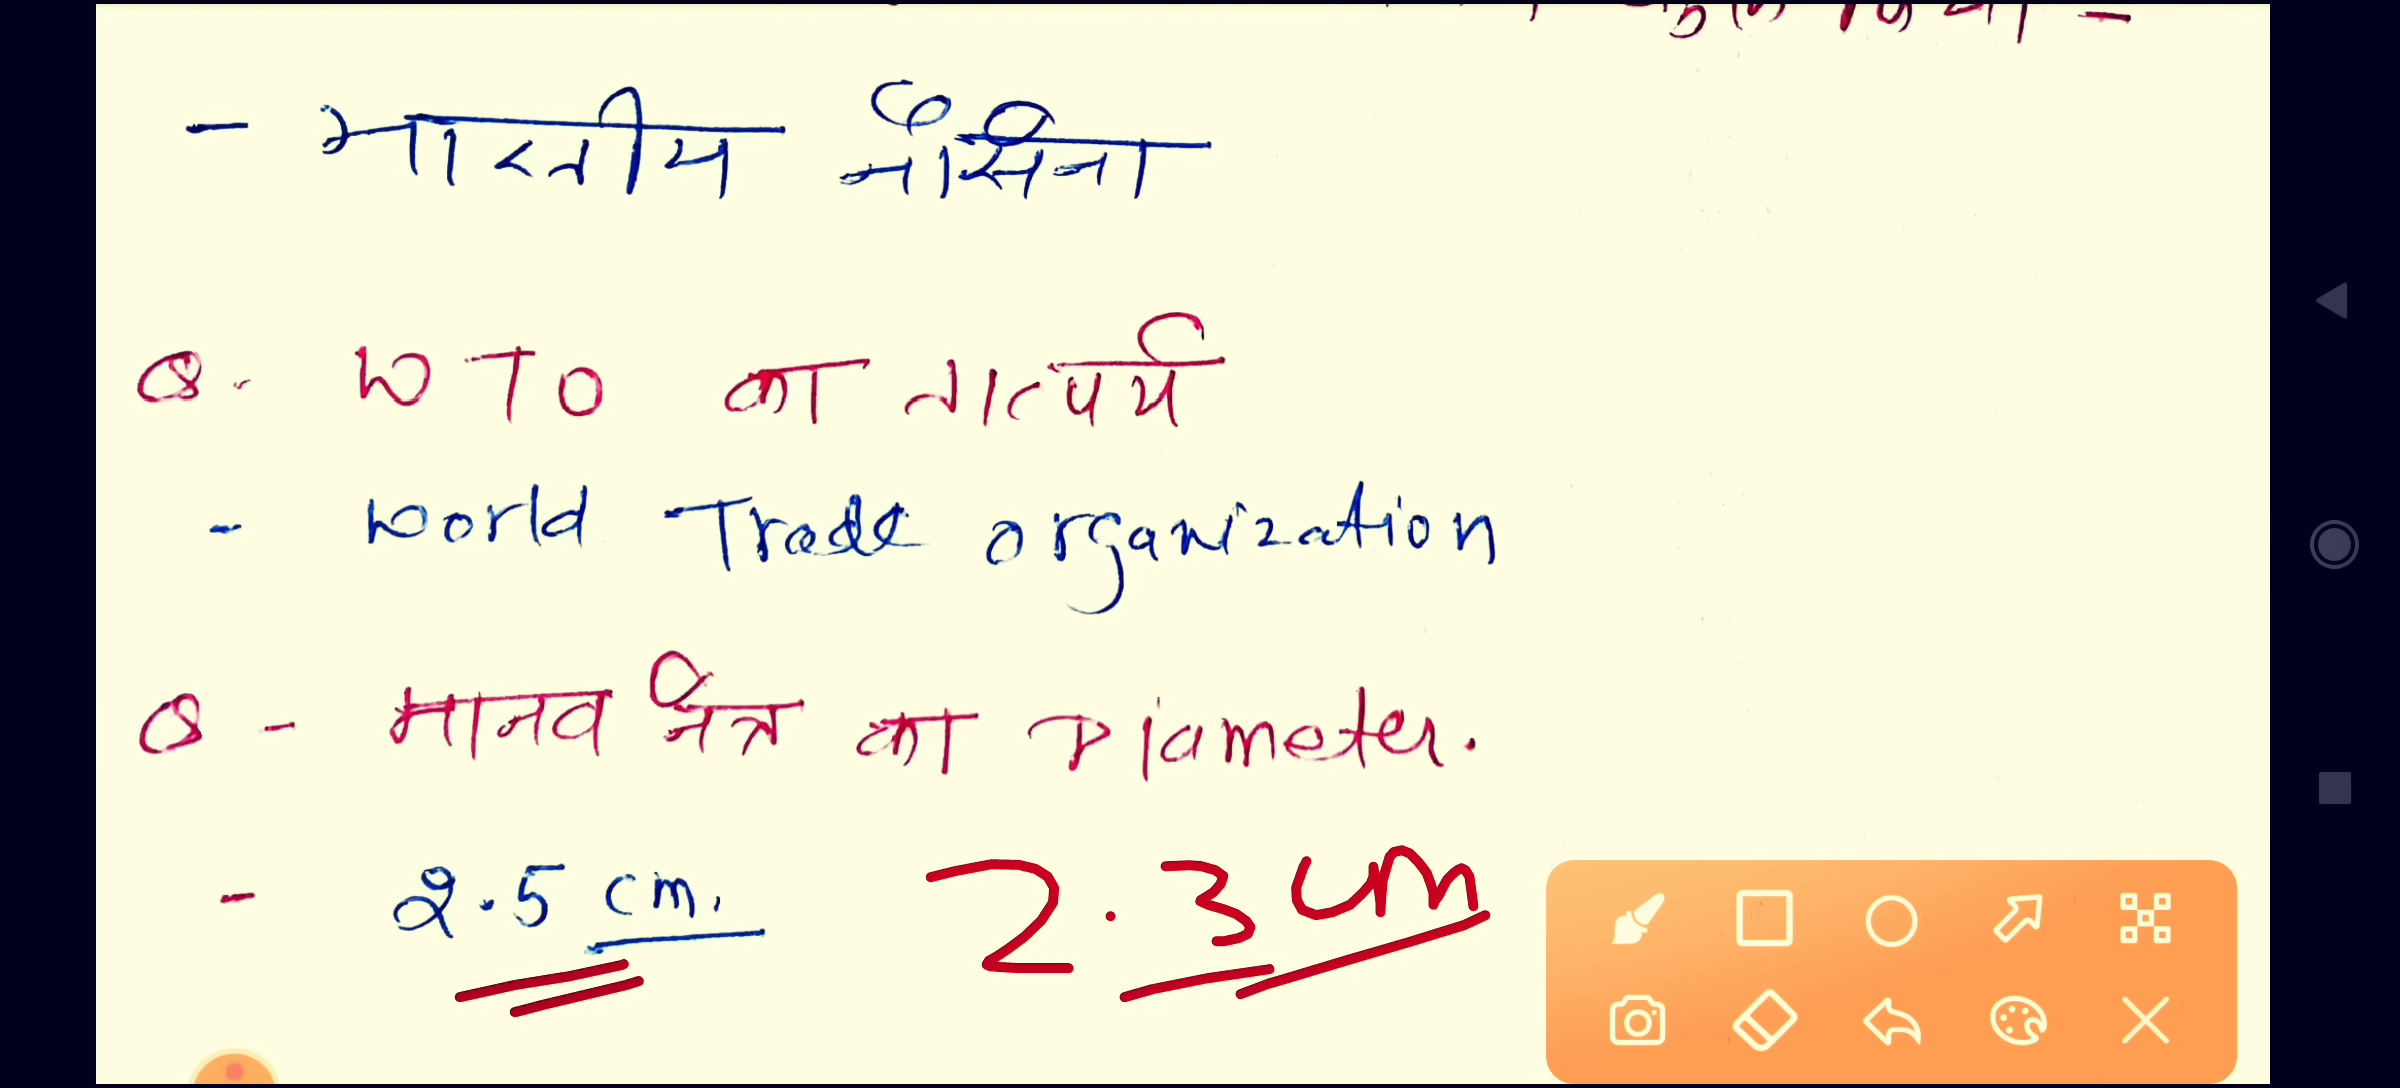 - भारतीय नौसेना
Q. WTO का तात्पर्य
- World Trade organization
Q - मानव नेत्र का Diameter.
- 2.5 cm. 2.3 cm